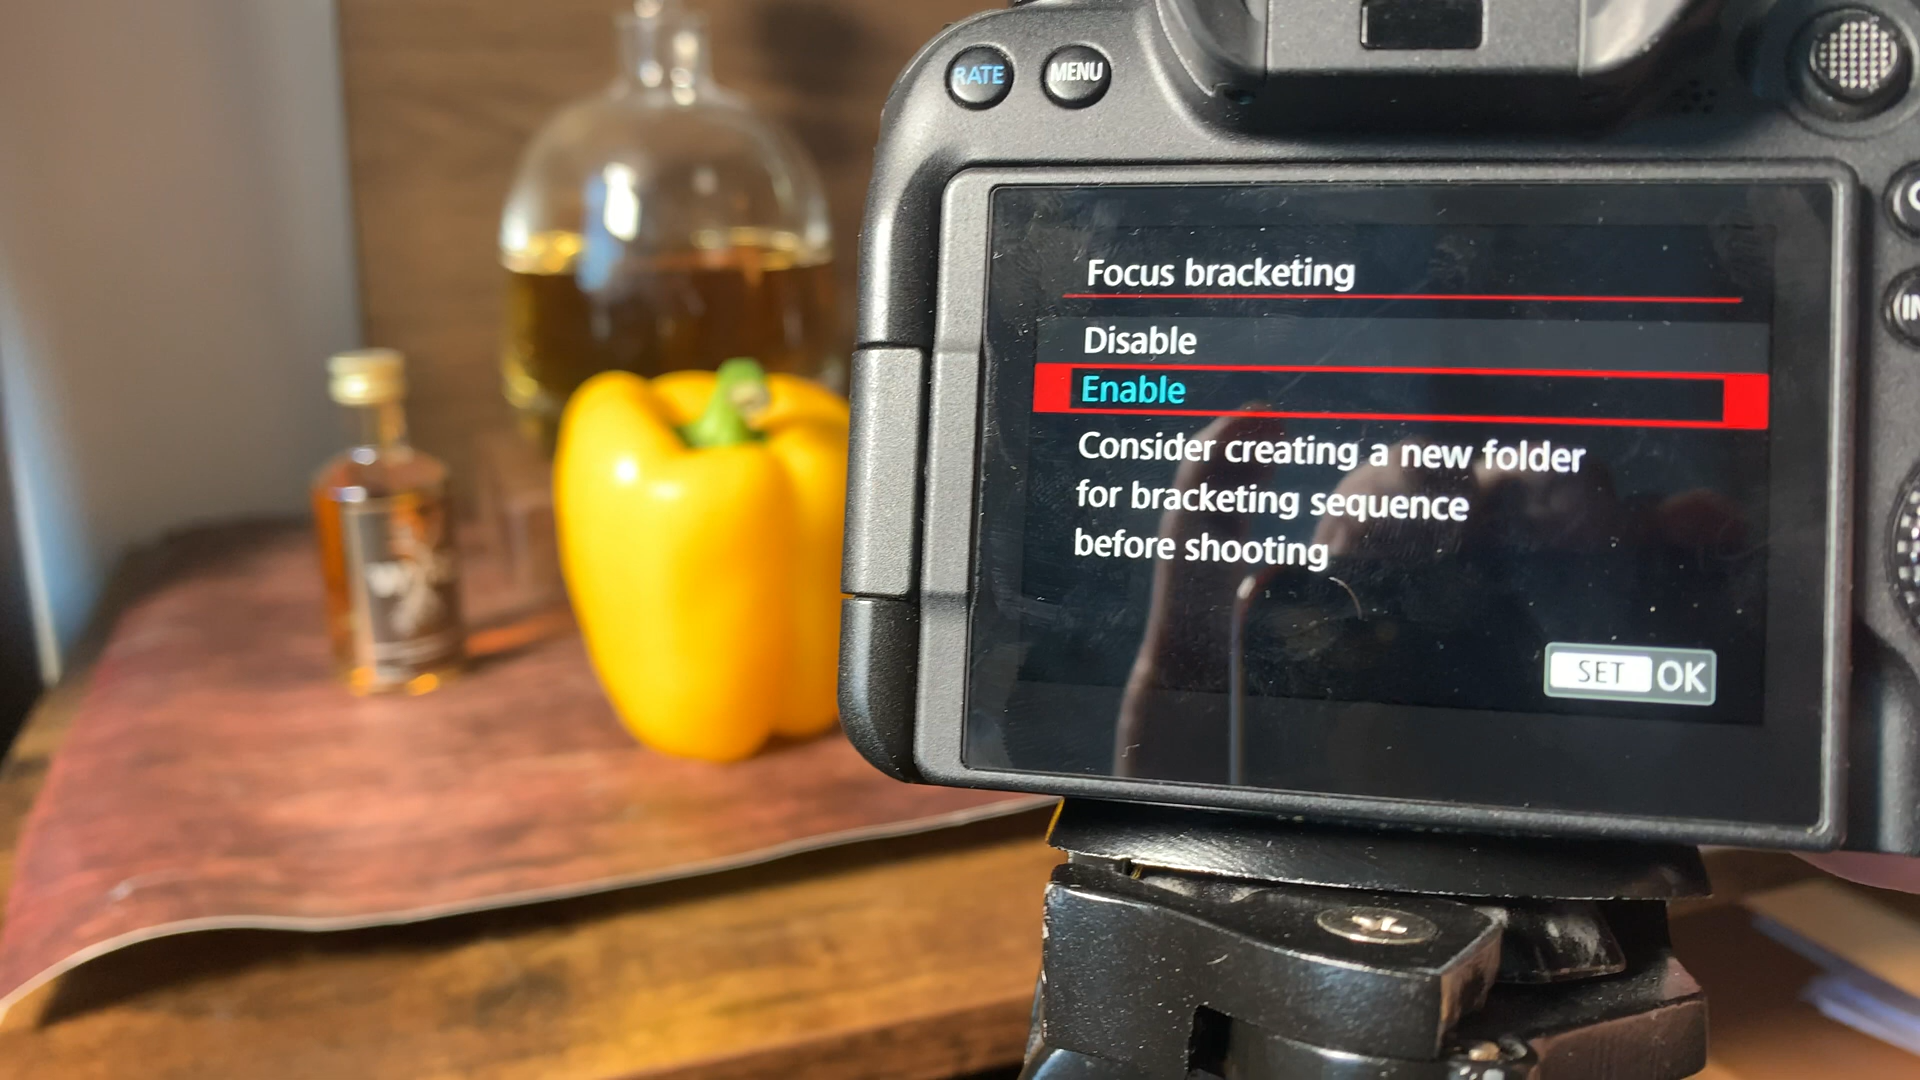 RATE MENU
Focus bracketing
Disable
Enable
Consider creating a new folder
for bracketing sequence
before shooting
SET OK